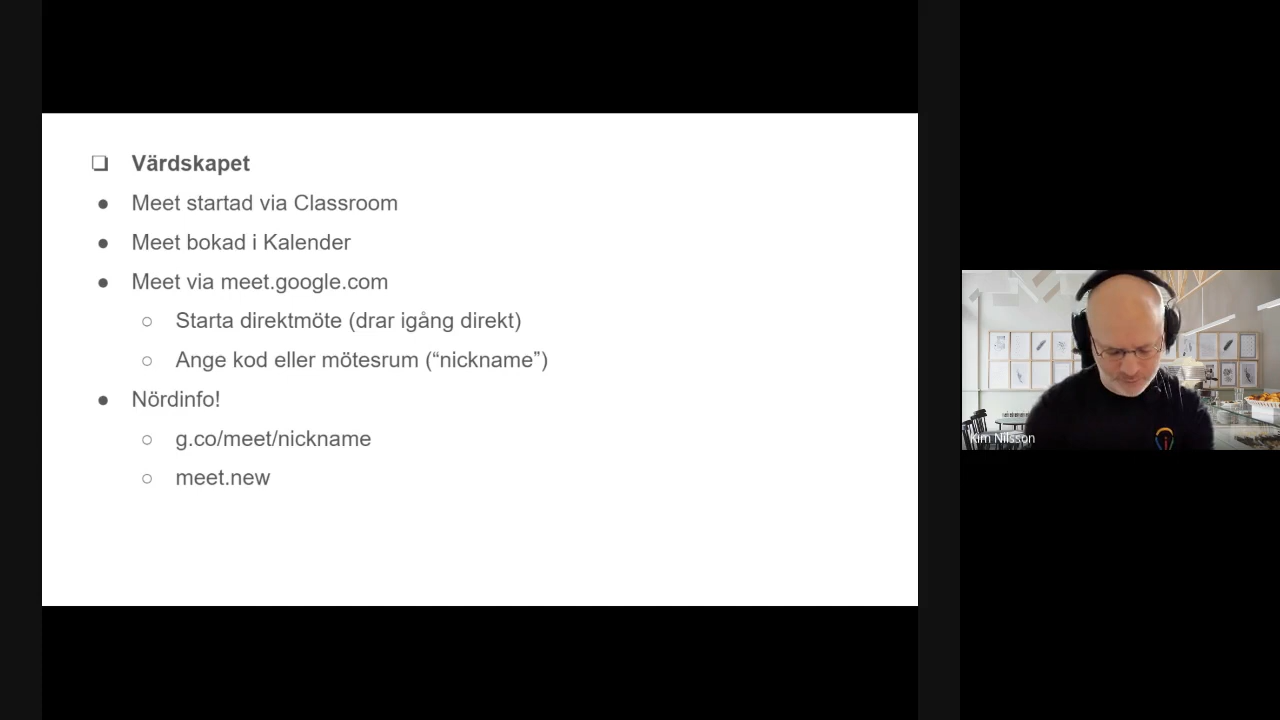 Värdskapet
Meet startad via Classroom
Meet bokad i Kalender
Meet via meet.google.com
Starta direktmöte (drar igång direkt)
Ange kod eller mötesrum (“nickname”)
Nördinfo!
g.co/meet/nickname
meet.new
Kim Nilsson